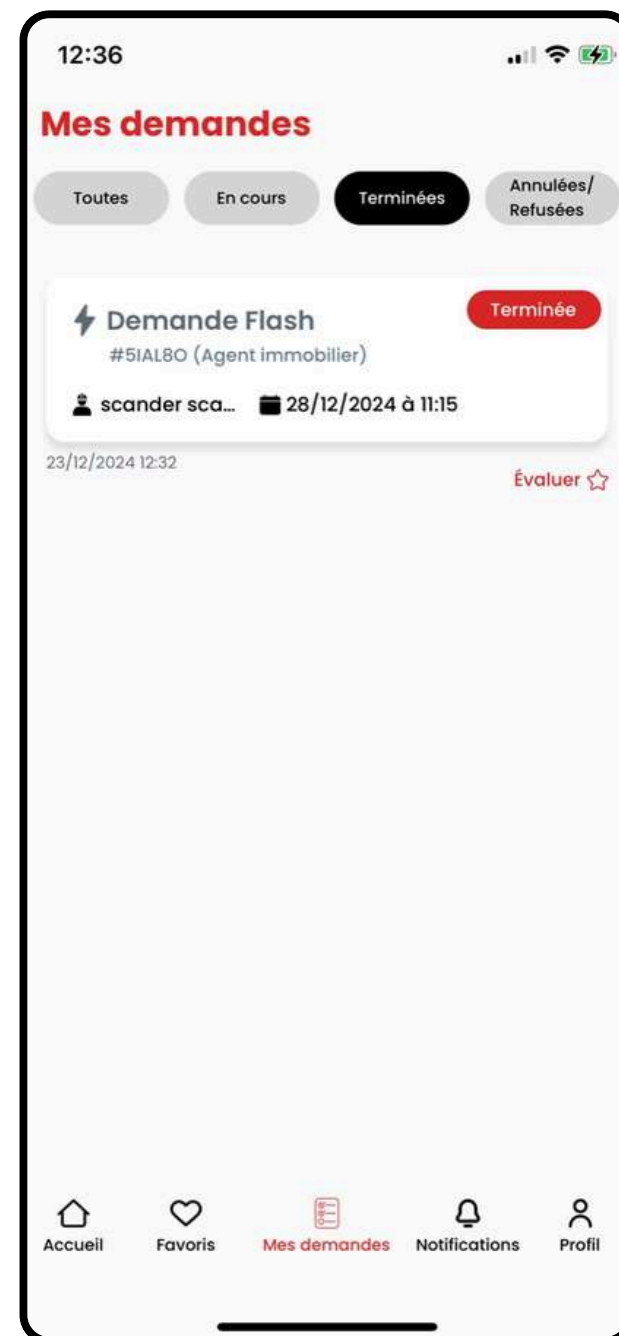 12:36
Mes demandes
Toutes
En cours
Terminées
Annulées/
Refusées
Demande Flash
Terminée
#5IAL8O (Agent immobilier)
scander sca...
28/12/2024 à 11:15
23/12/2024 12:32
Évaluer
Accueil
Favoris
Mes demandes
Notifications
Profil